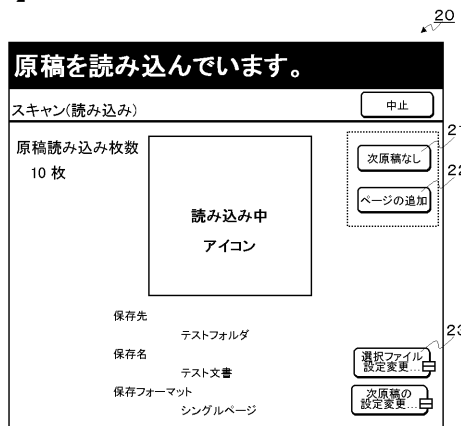 20
原稿を読み込んでいます。
スキャン(読み込み)
中止
原稿読み込み枚数
10 枚
次原稿なし
ページの追加
読み込み中
アイコン
保存先
テストフォルダ
保存名
テスト文書
保存フォーマット
シングルページ
選択ファイル
設定変更...
次原稿の
設定変更...
21
22
23